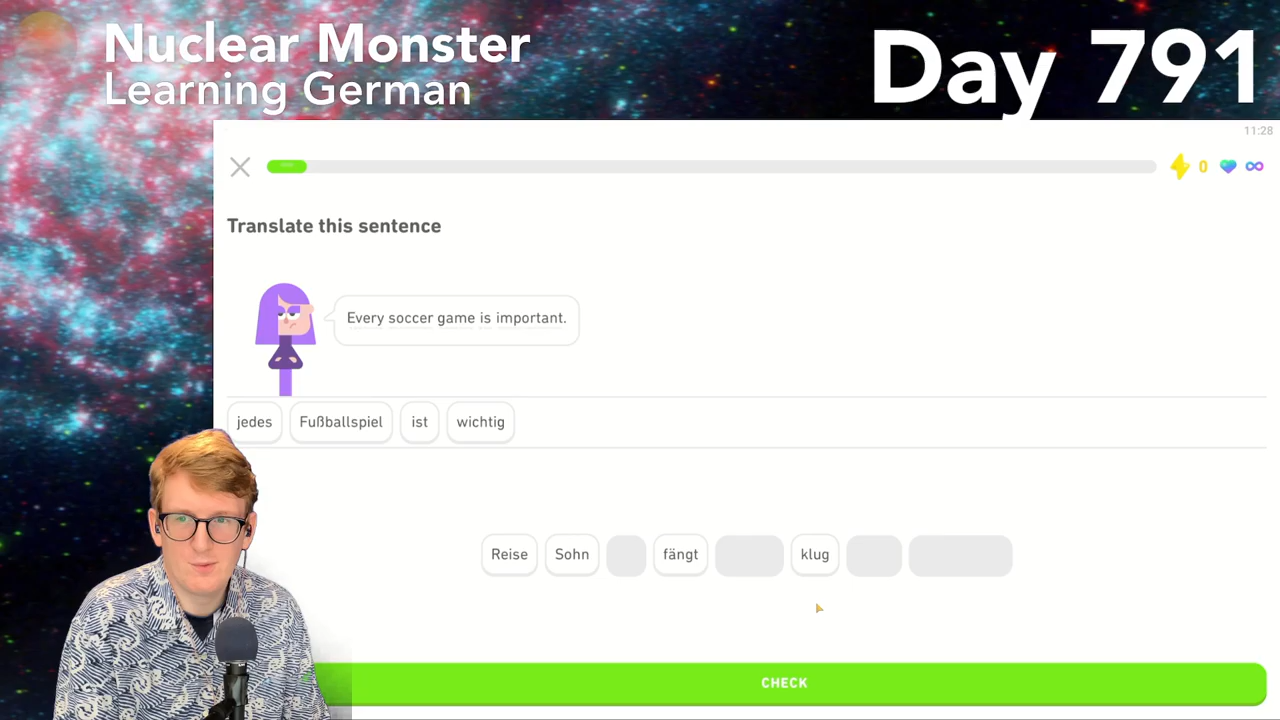 Nuclear Monster
Learning German
Day 791
11:28
0
Translate this sentence
Every soccer game is important.
jedes Fußballspiel ist wichtig
Reise Sohn fängt klug
CHECK